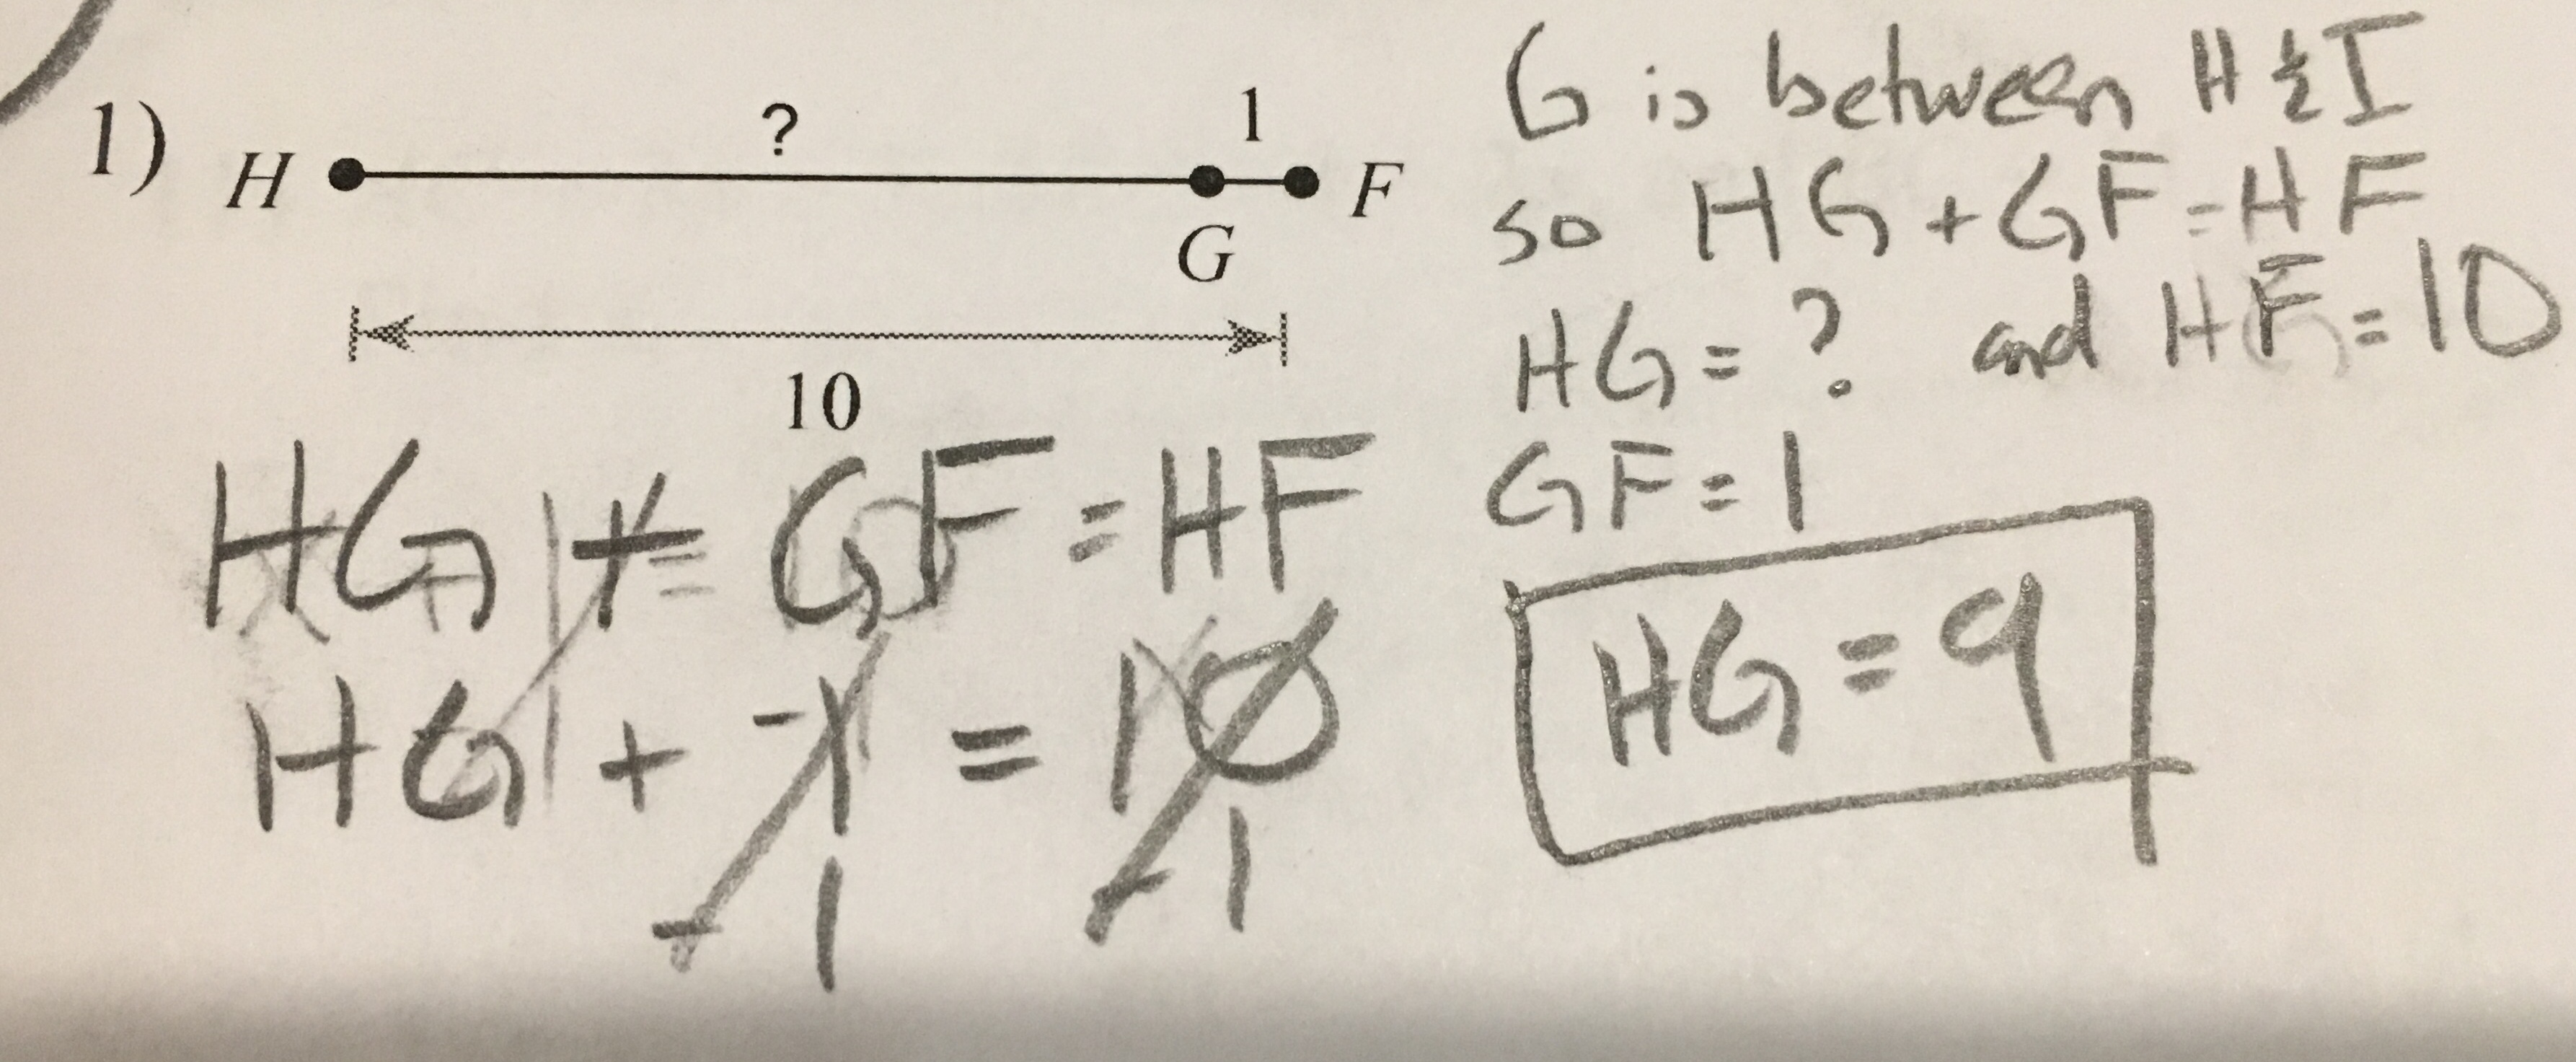 1)
?
1
H
F
G
10
G is between H & I
so HG + GF = HF
HG = ? and HF = 10
GF = 1
HG + GF = HF
HG + 1 = 10
- 1 - 1
HG = 9